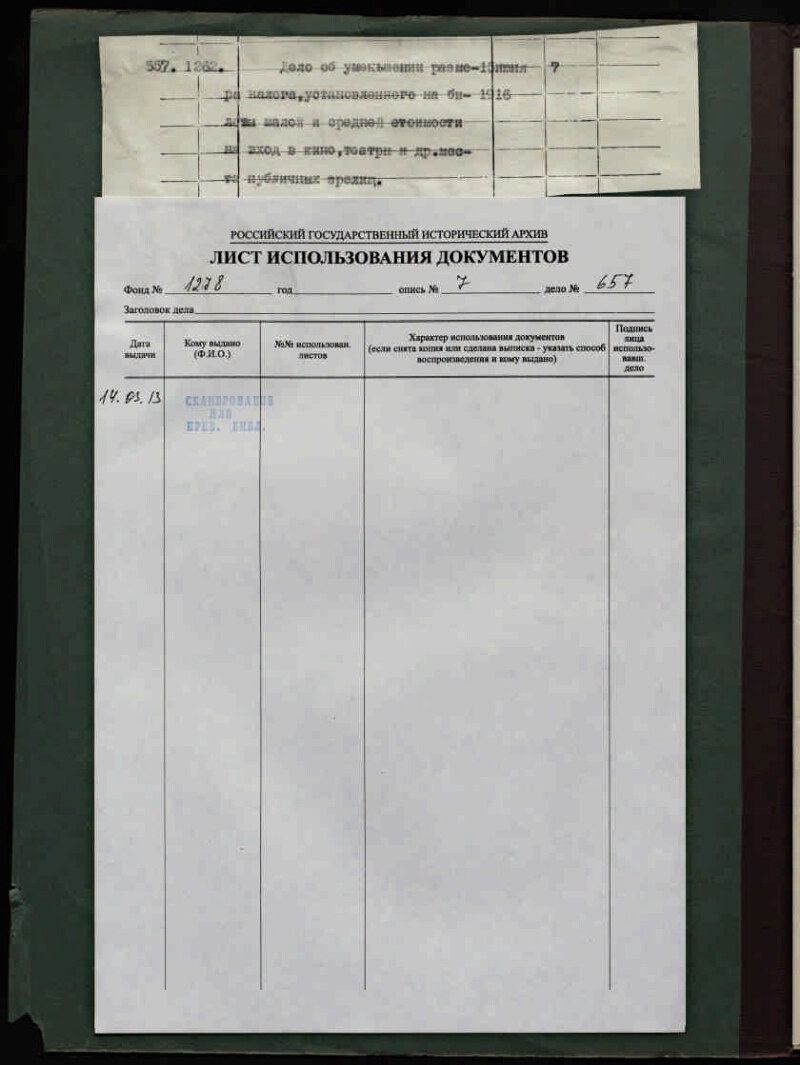 557. 1262. Дело об уменьшении разме- 15июня 7
ра налога,установленного на би- 1916
леты малой и средней стоимости
на вход в кино,театры и др.мес-
та публичных зрелищ.
РОССИЙСКИЙ ГОСУДАРСТВЕННЫЙ ИСТОРИЧЕСКИЙ АРХИВ
ЛИСТ ИСПОЛЬЗОВАНИЯ ДОКУМЕНТОВ
Фонд № 1278 год опись № 7 дело № 657
Заголовок дела
Дата выдачи
Кому выдано (Ф.И.О.)
№№ использован. листов
Характер использования документов
(если снята копия или сделана выписка - указать способ
воспроизведения и кому выдано)
Подпись
лица
использо-
вавш.
дело
14. 03. 13
СКАНИРОВАНИЕ
ДЛЯ
ПРЕЗ. БИБЛ.